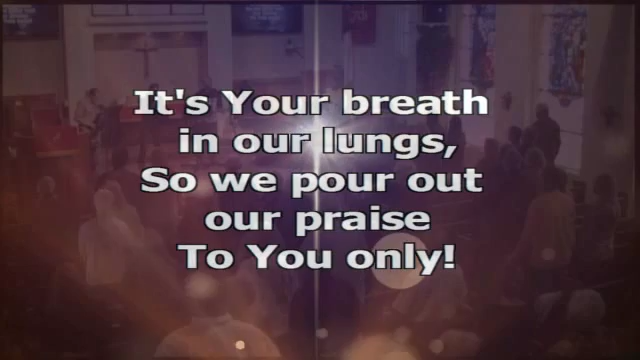 It's Your breath
in our lungs,
So we pour out
our praise
To You only!